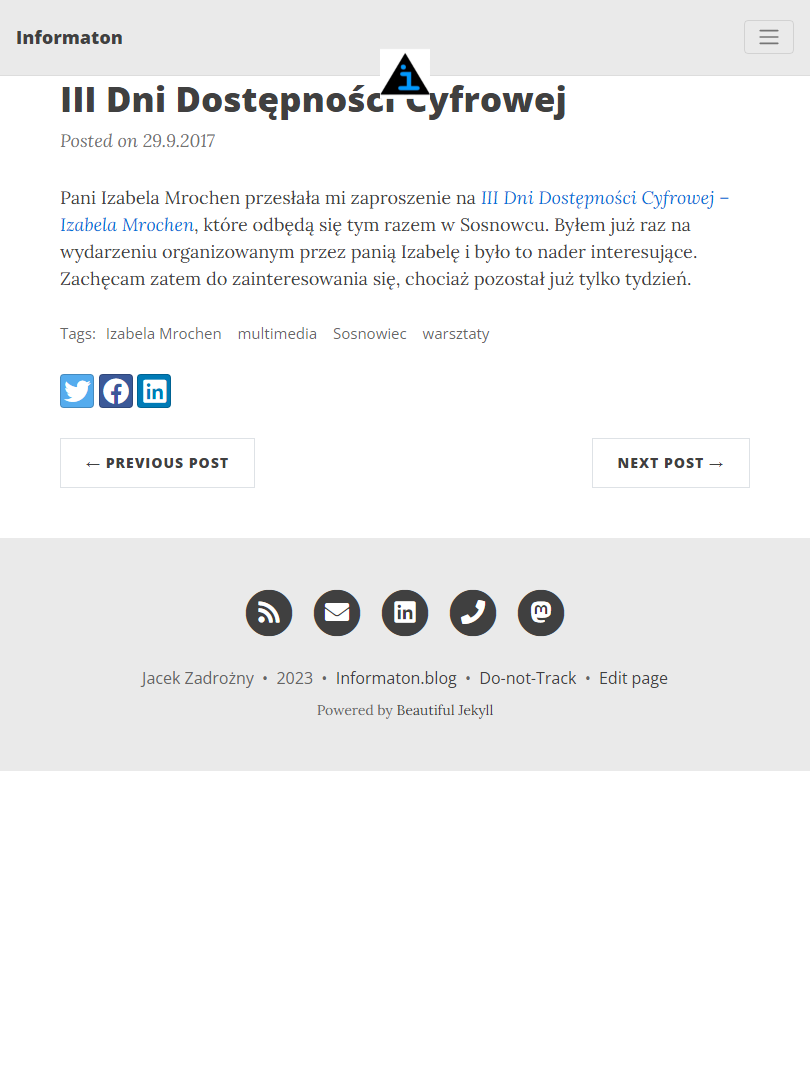 Informaton
III Dni Dostępności Cyfrowej
Posted on 29.9.2017
Pani Izabela Mrochen przesłała mi zaproszenie na III Dni Dostępności Cyfrowej –
Izabela Mrochen, które odbędą się tym razem w Sosnowcu. Byłem już raz na
wydarzeniu organizowanym przez panią Izabelę i było to nader interesujące.
Zachęcam zatem do zainteresowania się, chociaż pozostał już tylko tydzień.
Tags: Izabela Mrochen multimedia Sosnowiec warsztaty
← PREVIOUS POST
NEXT POST →
Jacek Zadrożny • 2023 • Informaton.blog • Do-not-Track • Edit page
Powered by Beautiful Jekyll